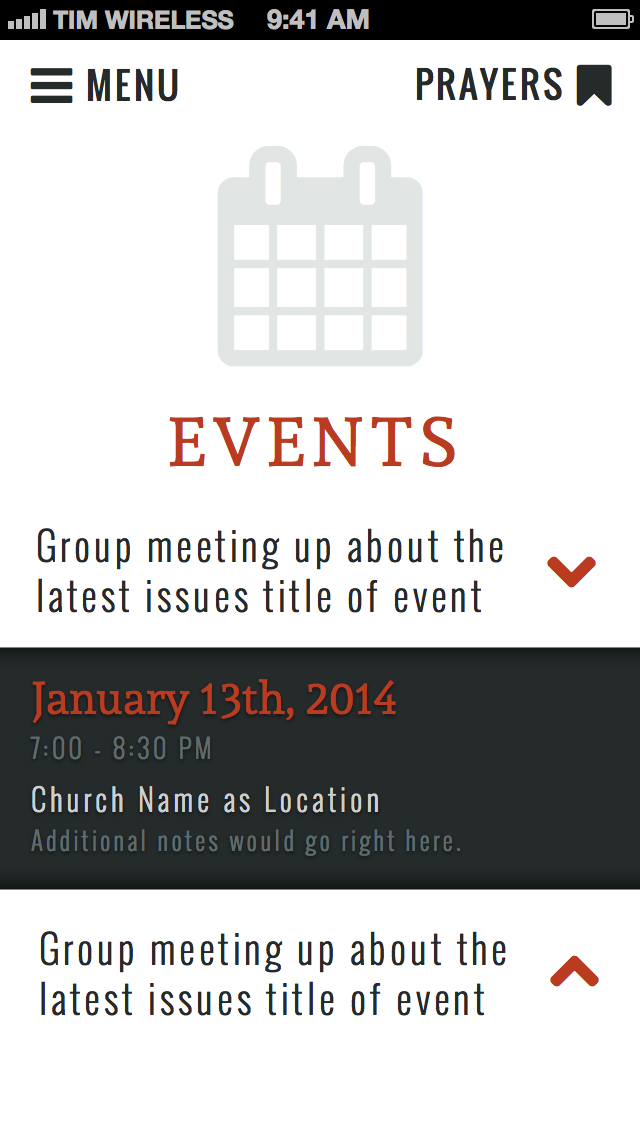 TIM WIRELESS 9:41 AM
MENU PRAYERS
EVENTS
Group meeting up about the
latest issues title of event
January 13th, 2014
7:00 - 8:30 PM
Church Name as Location
Additional notes would go right here.
Group meeting up about the
latest issues title of event